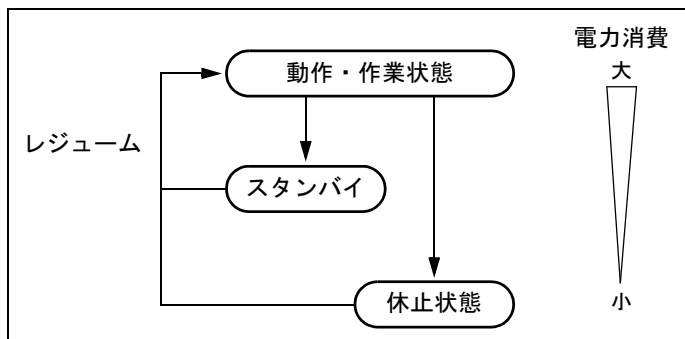 電力消費
大
動作・作業状態
レジューム
スタンバイ
休止状態
小